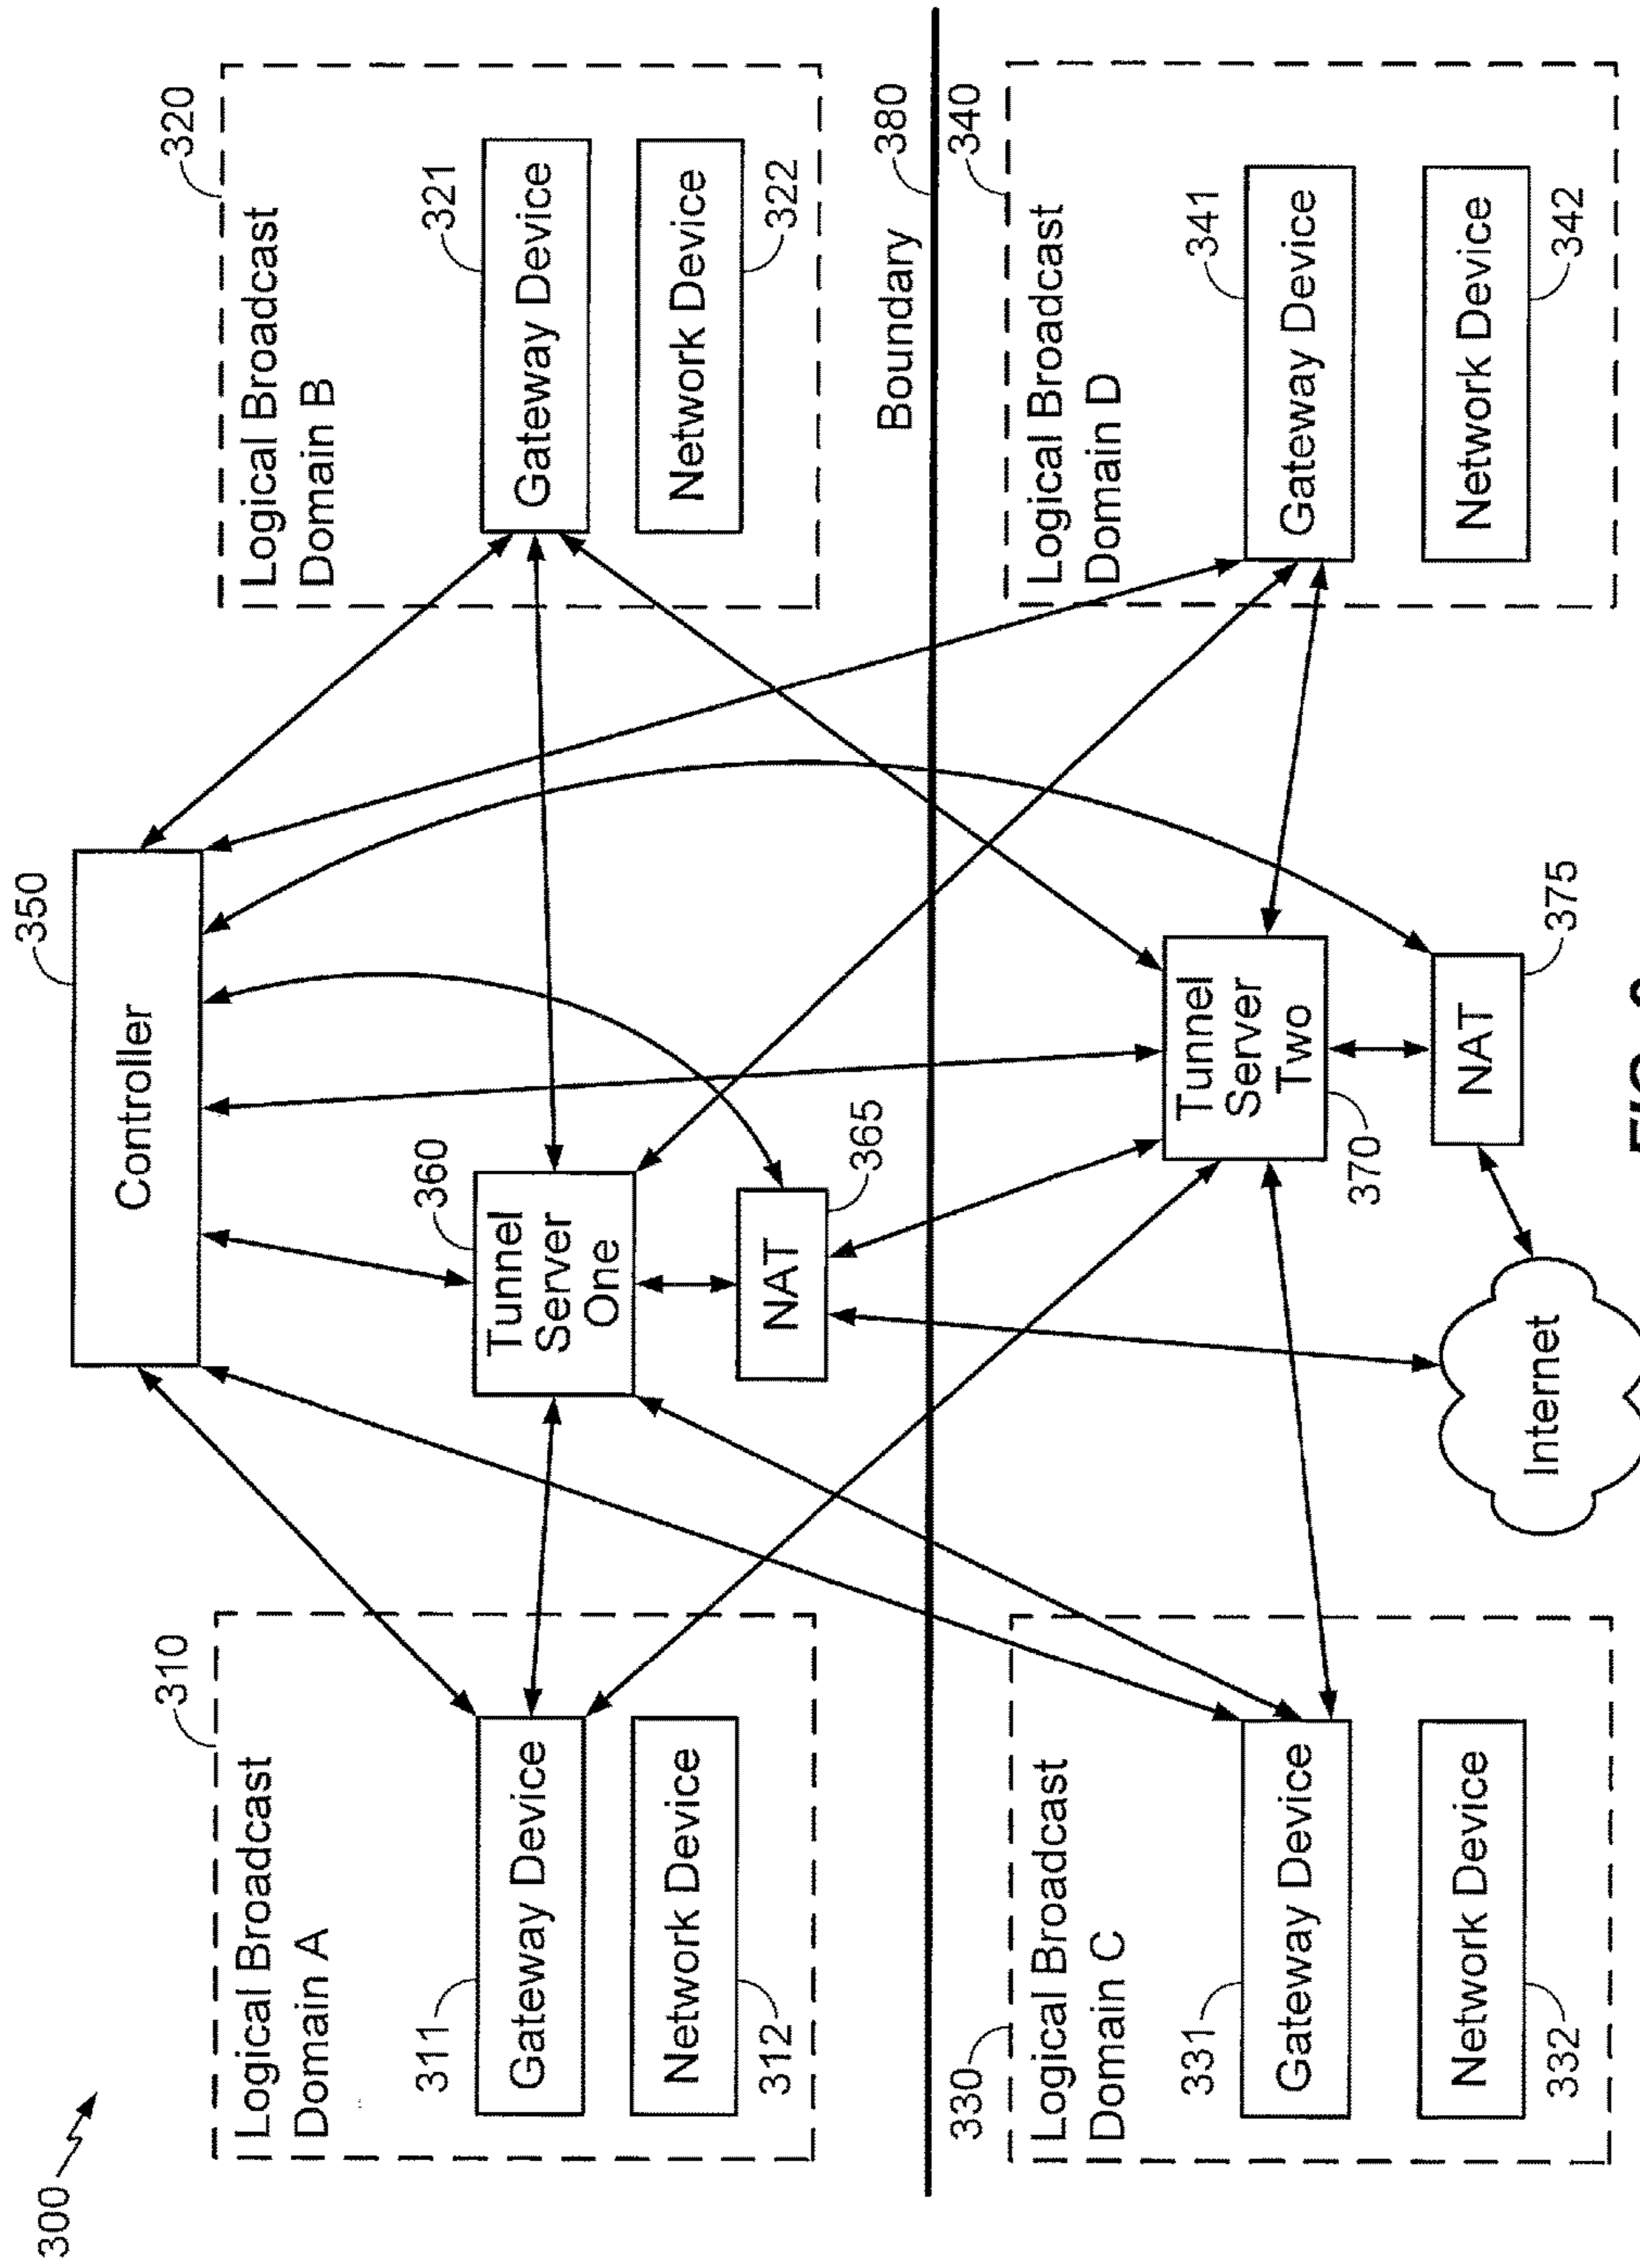 300
350
Controller
310
Logical Broadcast
Domain A
311
Gateway Device
Network Device
312
320
Logical Broadcast
Domain B
321
Gateway Device
Network Device
322
360
Tunnel
Server
One
NAT
365
Boundary
380
330
Logical Broadcast
Domain C
331
Gateway Device
Network Device
332
340
Logical Broadcast
Domain D
341
Gateway Device
Network Device
342
Tunnel
Server
Two
370
NAT
375
Internet